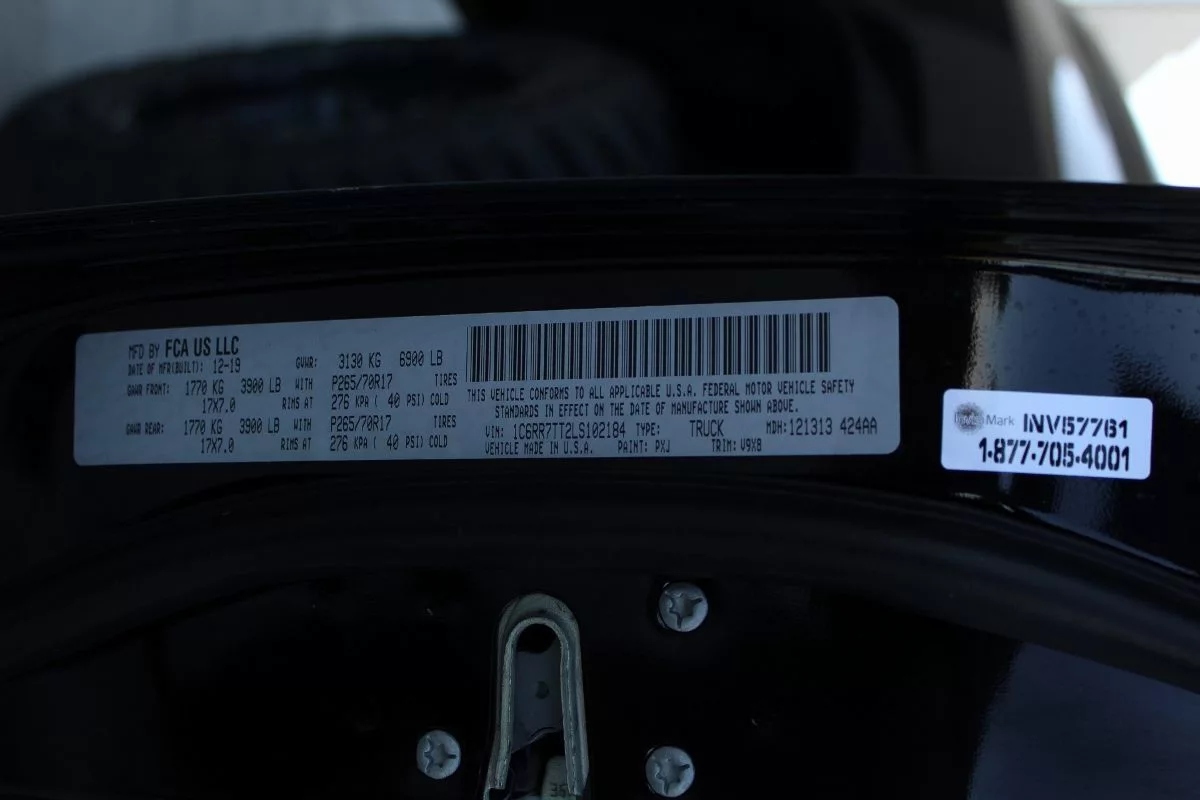 MFD BY FCA US LLC
DATE OF MFR(BUILT): 12-19 GVWR: 3130 KG 6900 LB
GAWR FRONT: 1770 KG 3900 LB WITH P265/70R17 TIRES
17X7.0 RIMS AT 276 KPA ( 40 PSI) COLD
GAWR REAR: 1770 KG 3900 LB WITH P265/70R17 TIRES
17X7.0 RIMS AT 276 KPA ( 40 PSI) COLD
THIS VEHICLE CONFORMS TO ALL APPLICABLE U.S.A. FEDERAL MOTOR VEHICLE SAFETY
STANDARDS IN EFFECT ON THE DATE OF MANUFACTURE SHOWN ABOVE.
VIN: 1C6RR7TT2LS102184 TYPE: TRUCK MDH:121313 424AA
VEHICLE MADE IN U.S.A. PAINT: PXJ TRIM: V9X8
Mark INV57761
1-877-705-4001